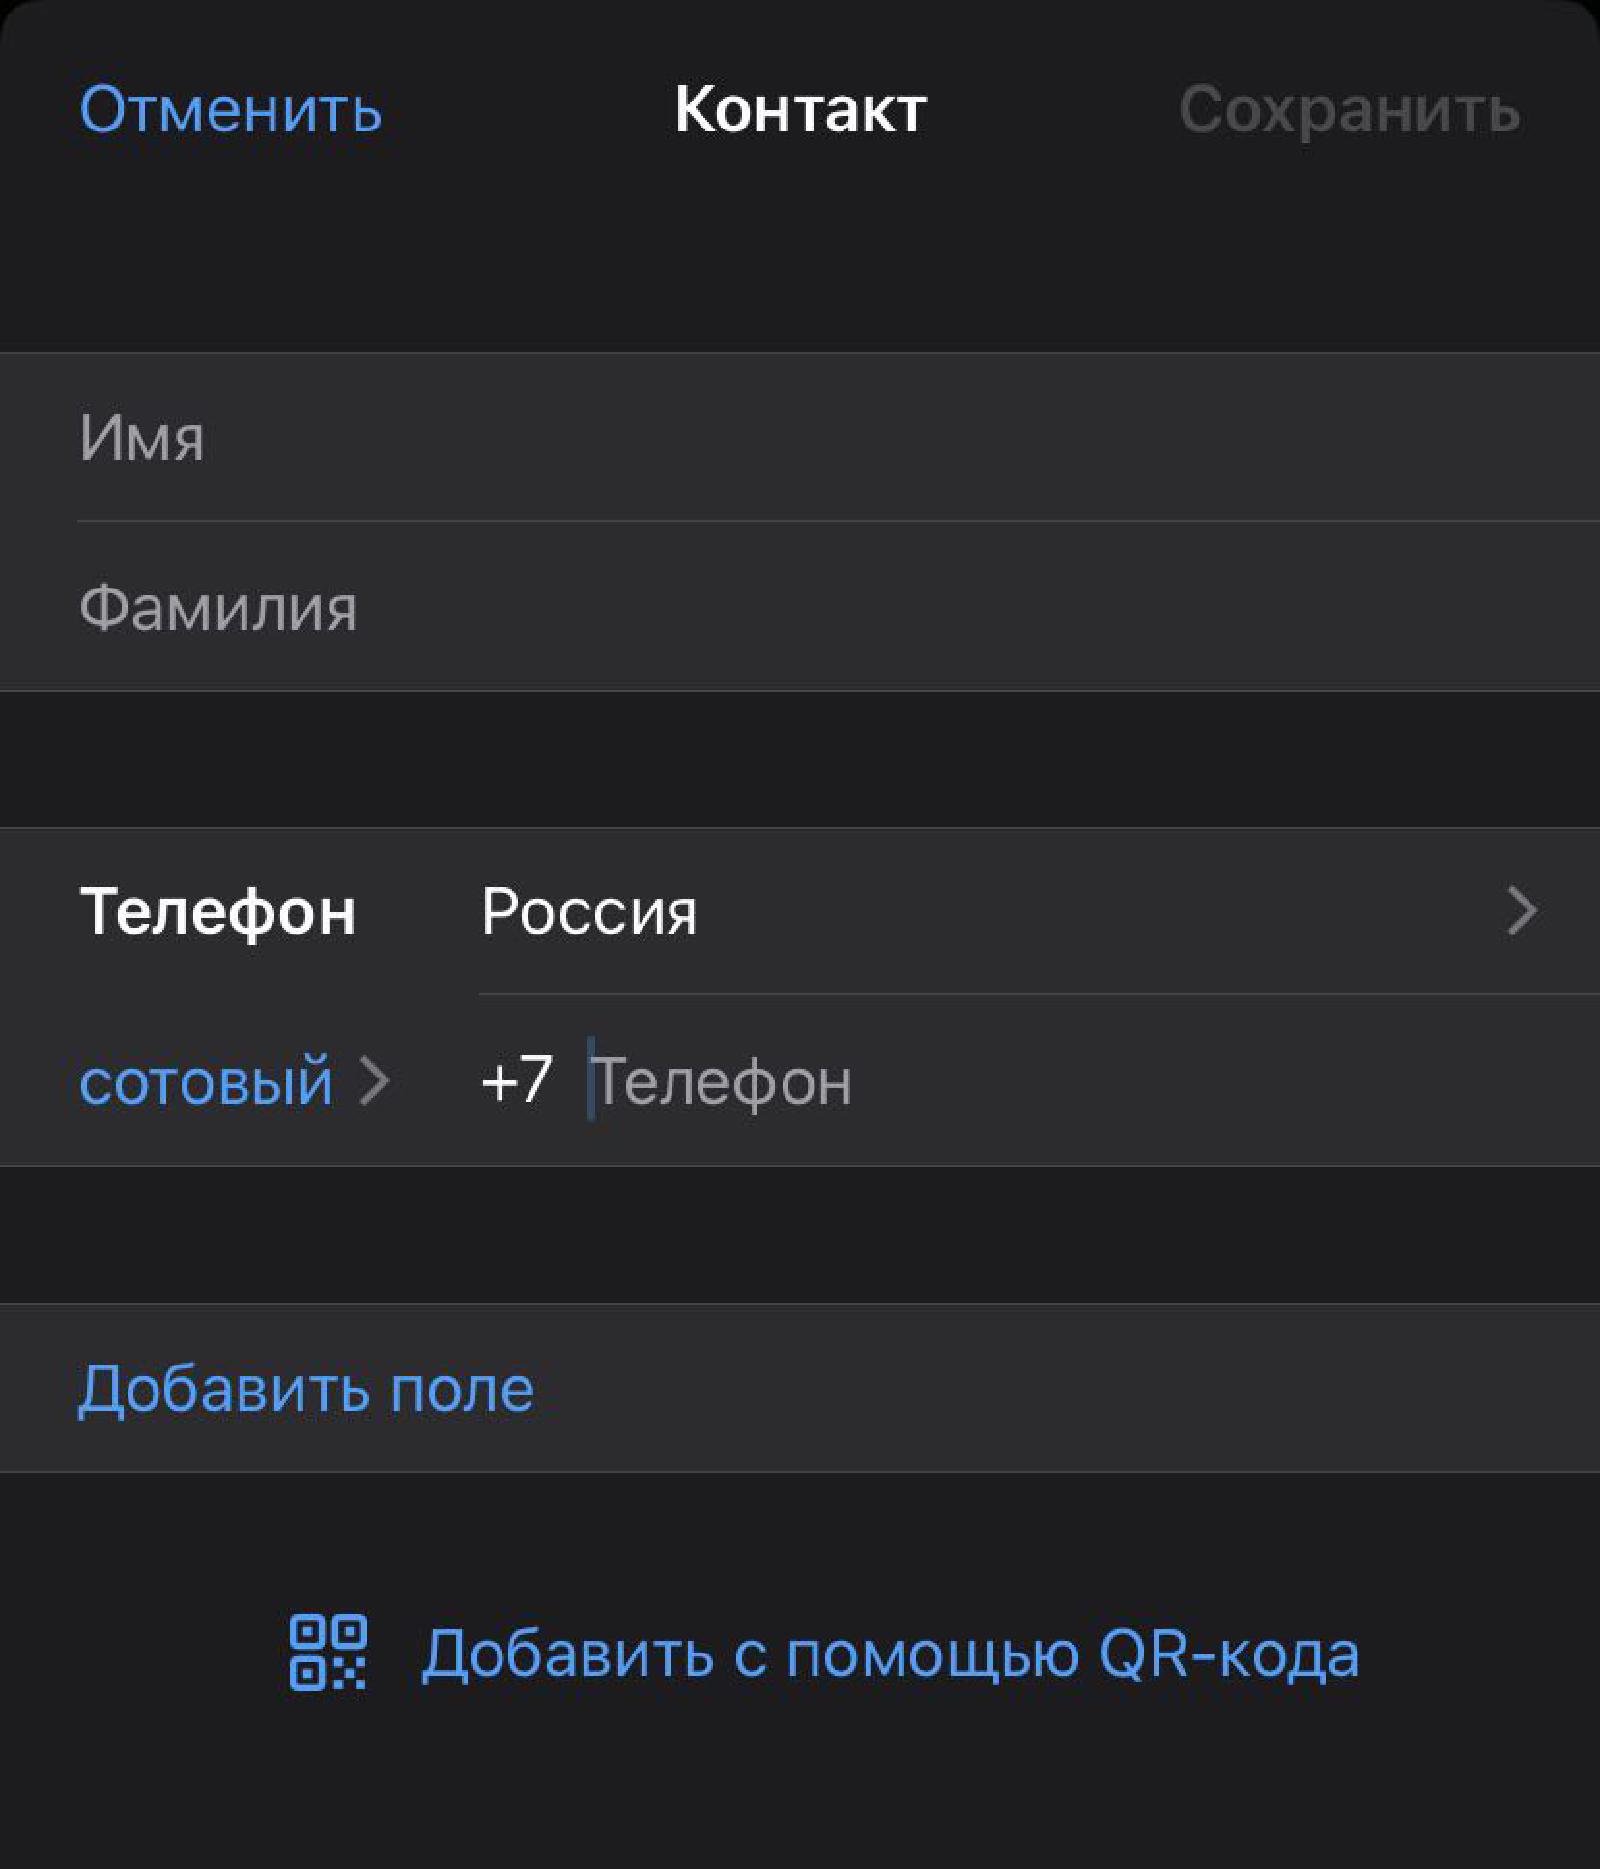 Отменить Контакт Сохранить
Имя
Фамилия
Телефон Россия
сотовый +7 Телефон
Добавить поле
Добавить с помощью QR-кода